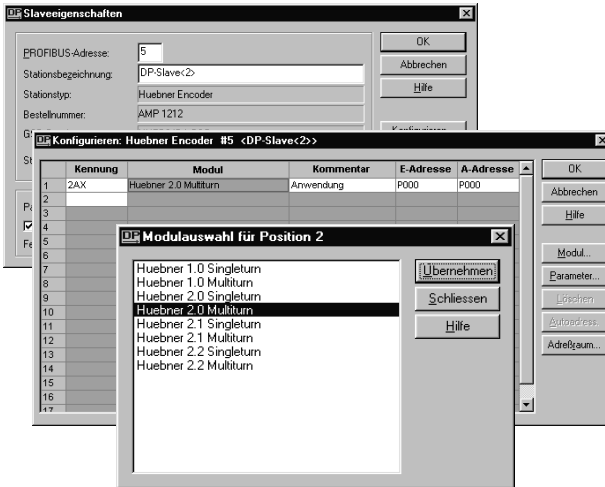 Slaveeigenschaften
PROFIBUS-Adresse: 5
Stationsbezeichnung: DP-Slave<2>
Stationstyp: Huebner Encoder
Bestellnummer: AMP 1212
OK
Abbrechen
Hilfe
Konfigurieren: Huebner Encoder #5 <DP-Slave<2>>
Kennung Modul Kommentar E-Adresse A-Adresse
1 2AX Huebner 2.0 Multiturn Anwendung P000 P000
2
3
4
5
6
7
8
9
10
11
12
13
14
15
16
17
OK
Abbrechen
Hilfe
Modul...
Parameter...
Löschen
Autoadress.
Adreßraum...
Modulauswahl für Position 2
Huebner 1.0 Singleturn
Huebner 1.0 Multiturn
Huebner 2.0 Singleturn
Huebner 2.0 Multiturn
Huebner 2.1 Singleturn
Huebner 2.1 Multiturn
Huebner 2.2 Singleturn
Huebner 2.2 Multiturn
Übernehmen
Schliessen
Hilfe